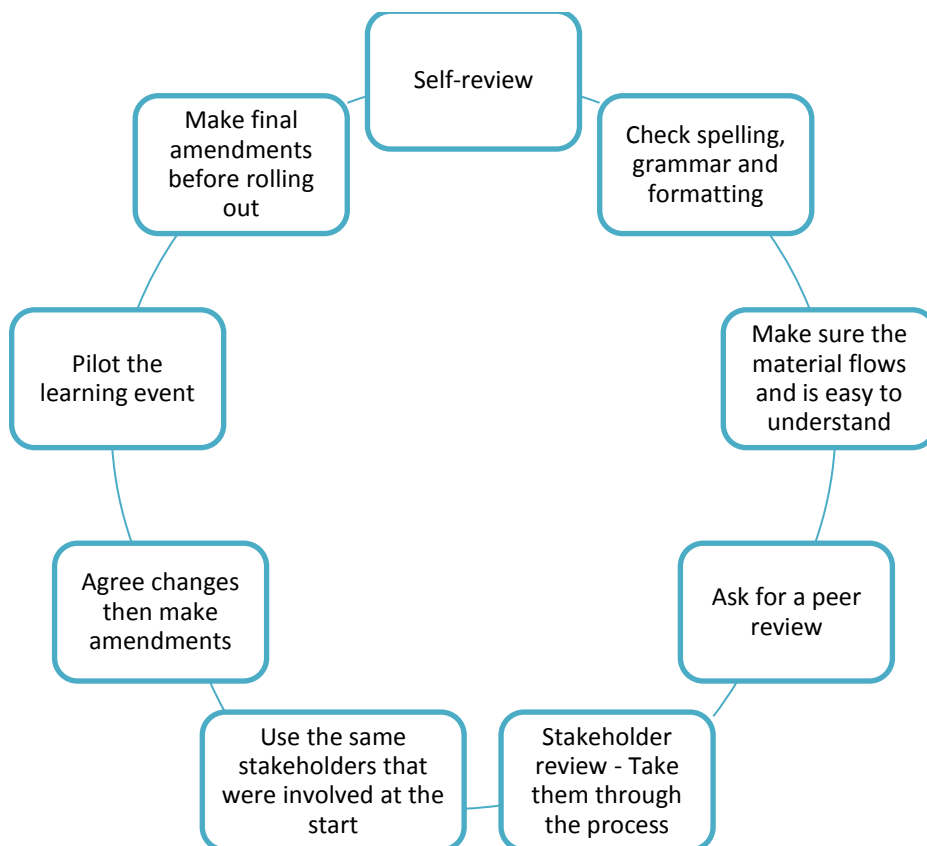 Self-review
Check spelling,
grammar and
formatting
Make sure the
material flows
and is easy to
understand
Ask for a peer
review
Stakeholder
review - Take
them through
the process
Use the same
stakeholders that
were involved at the
start
Agree changes
then make
amendments
Pilot the
learning event
Make final
amendments
before rolling
out